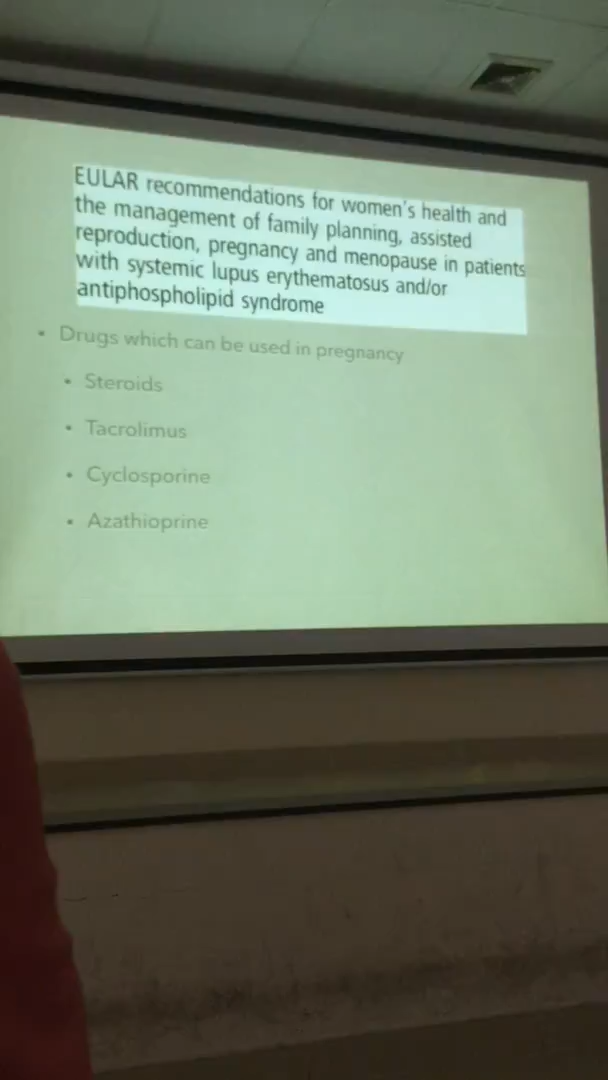 EULAR recommendations for women's health and
the management of family planning, assisted
reproduction, pregnancy and menopause in patients
with systemic lupus erythematosus and/or
antiphospholipid syndrome
• Drugs which can be used in pregnancy
• Steroids
• Tacrolimus
• Cyclosporine
• Azathioprine